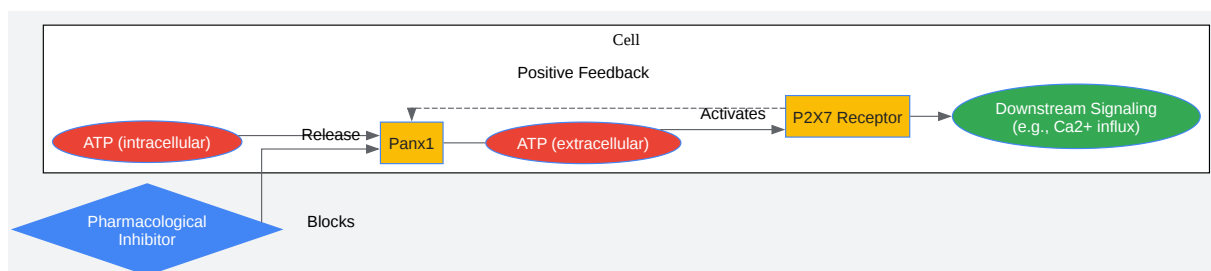 Cell
Positive Feedback
ATP (intracellular)
Release
Panx1
ATP (extracellular)
Activates
P2X7 Receptor
Downstream Signaling
(e.g., Ca2+ influx)
Pharmacological
Inhibitor
Blocks